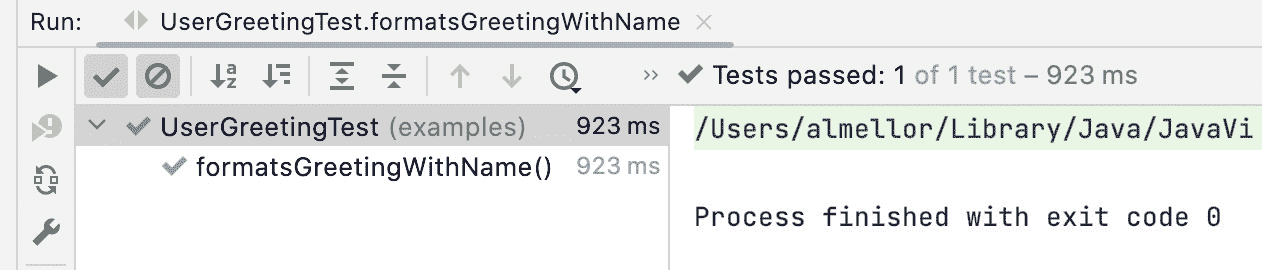 Run: UserGreetingTest.formatsGreetingWithName
Tests passed: 1 of 1 test – 923 ms
UserGreetingTest (examples) 923 ms
/Users/almellor/Library/Java/JavaVi
formatsGreetingWithName() 923 ms
Process finished with exit code 0